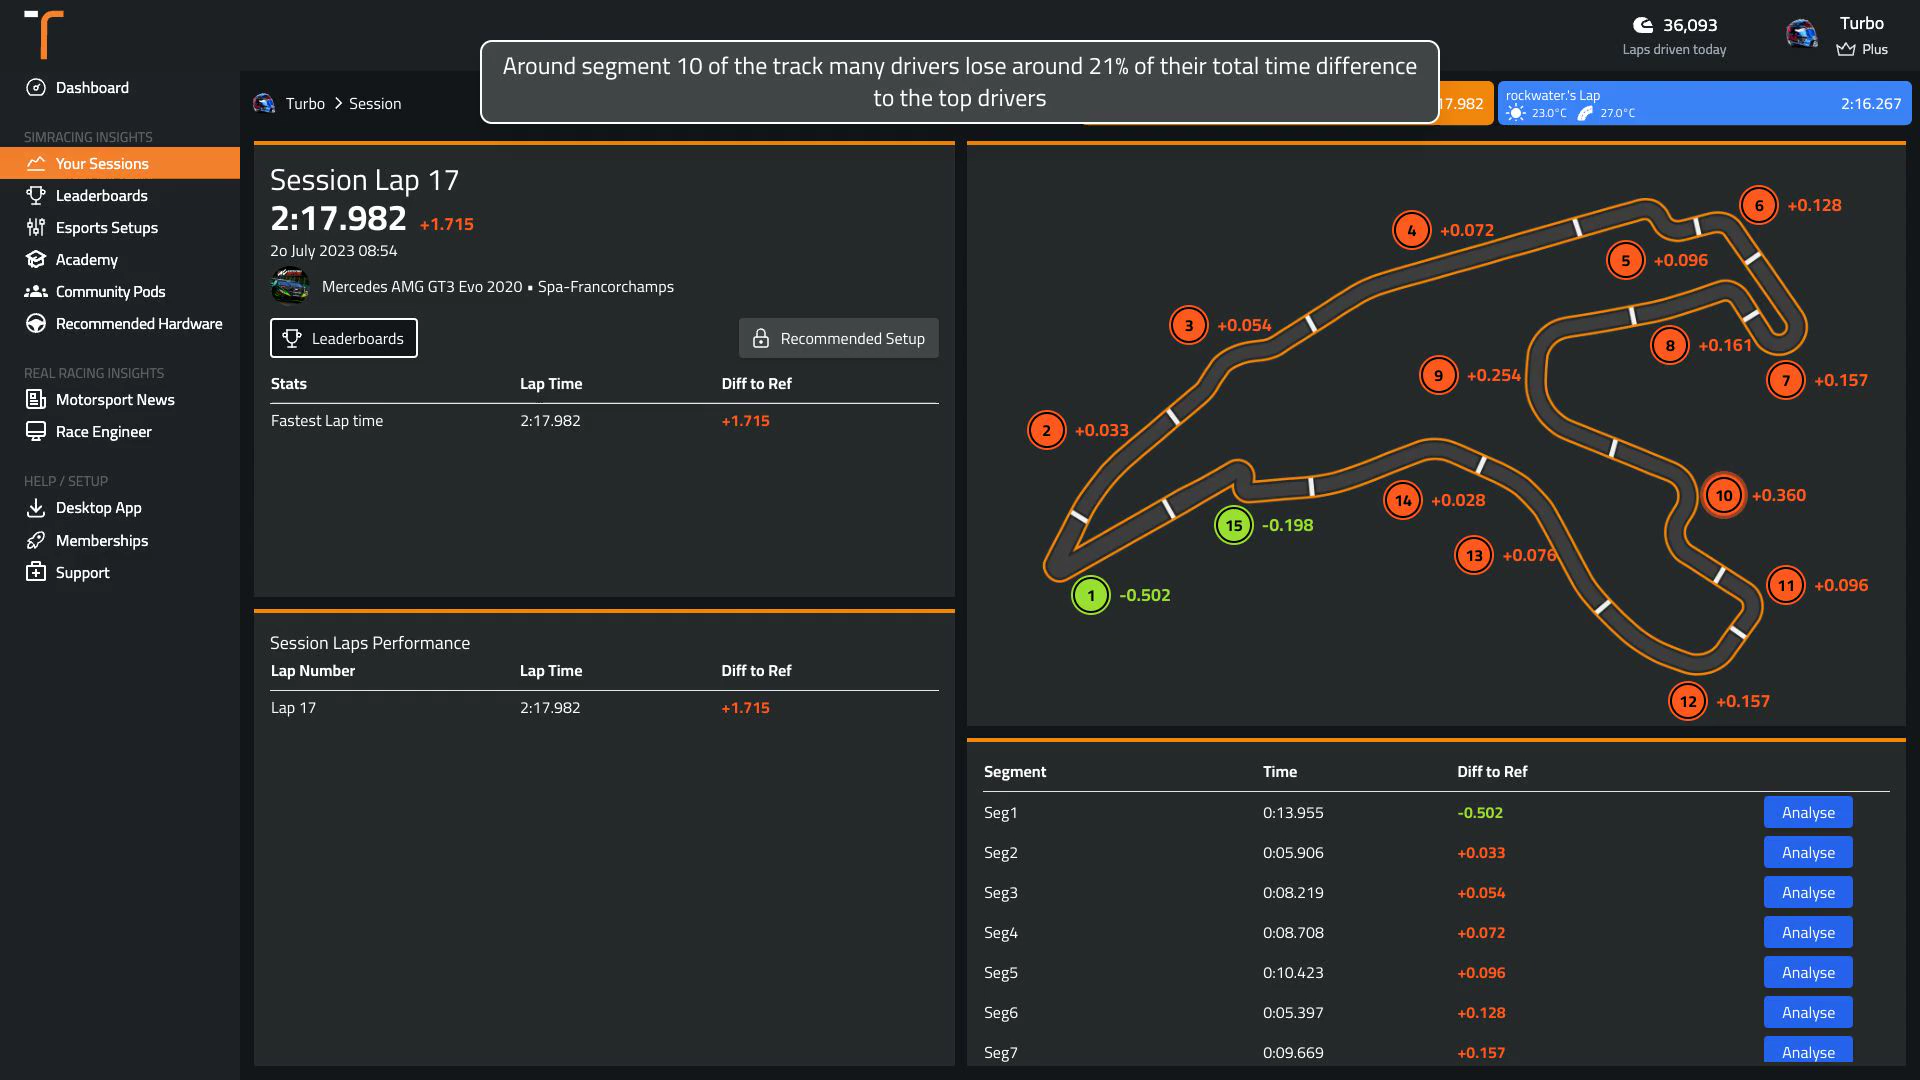 36,093
Laps driven today
Turbo
Plus
Around segment 10 of the track many drivers lose around 21% of their total time difference
to the top drivers
Dashboard
SIMRACING INSIGHTS
Your Sessions
Leaderboards
Esports Setups
Academy
Community Pods
Recommended Hardware
REAL RACING INSIGHTS
Motorsport News
Race Engineer
HELP / SETUP
Desktop App
Memberships
Support
Turbo > Session
17.982
rockwater.'s Lap
23.0°C 27.0°C
2:16.267
Session Lap 17
2:17.982 +1.715
2o July 2023 08:54
Mercedes AMG GT3 Evo 2020 • Spa-Francorchamps
Leaderboards
Recommended Setup
Stats Lap Time Diff to Ref
Fastest Lap time 2:17.982 +1.715
Session Laps Performance
Lap Number Lap Time Diff to Ref
Lap 17 2:17.982 +1.715
6 +0.128
4 +0.072
5 +0.096
3 +0.054
8 +0.161
9 +0.254
7 +0.157
2 +0.033
10 +0.360
14 +0.028
15 -0.198
13 +0.076
11 +0.096
1 -0.502
12 +0.157
Segment Time Diff to Ref
Seg1 0:13.955 -0.502 Analyse
Seg2 0:05.906 +0.033 Analyse
Seg3 0:08.219 +0.054 Analyse
Seg4 0:08.708 +0.072 Analyse
Seg5 0:10.423 +0.096 Analyse
Seg6 0:05.397 +0.128 Analyse
Seg7 0:09.669 +0.157 Analyse